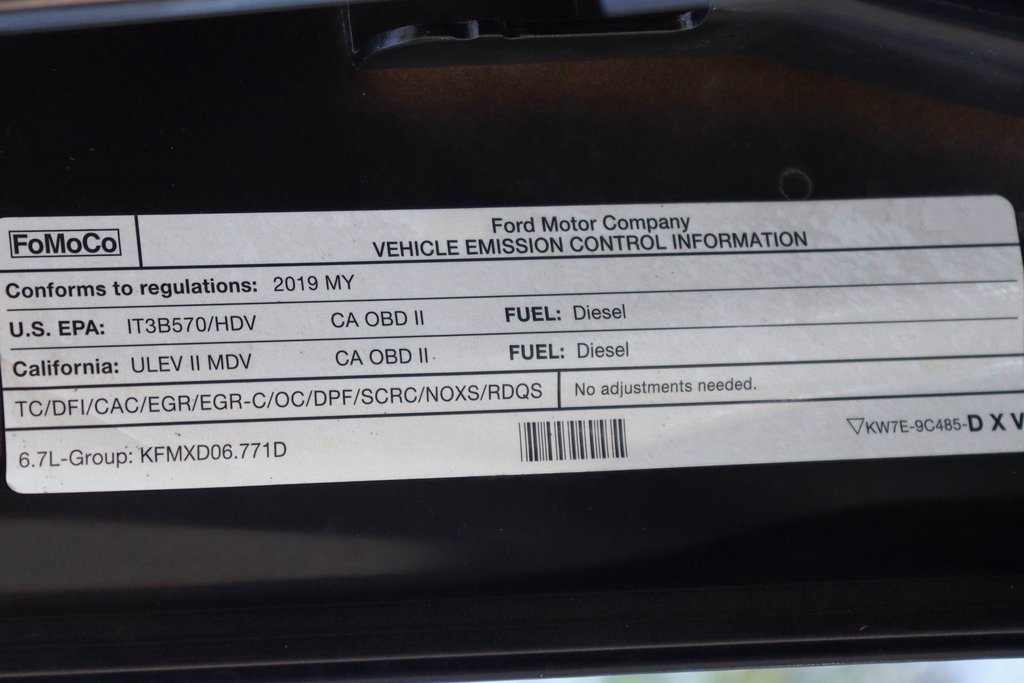 FoMoCo
Ford Motor Company
VEHICLE EMISSION CONTROL INFORMATION
Conforms to regulations: 2019 MY
U.S. EPA: IT3B570/HDV CA OBD II FUEL: Diesel
California: ULEV II MDV CA OBD II FUEL: Diesel
TC/DFI/CAC/EGR/EGR-C/OC/DPF/SCRC/NOXS/RDQS No adjustments needed.
6.7L-Group: KFMXD06.771D
▽KW7E-9C485-D X V